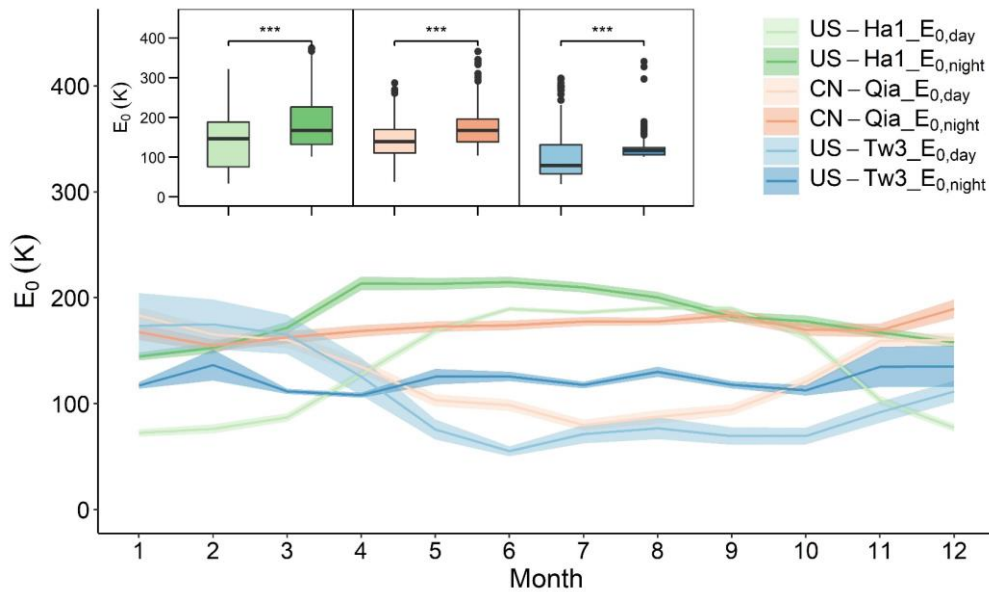 400
300
200
100
0
E₀ (K)
***
***
***
US – Ha1_E₀,day
US – Ha1_E₀,night
CN – Qia_E₀,day
CN – Qia_E₀,night
US – Tw3_E₀,day
US – Tw3_E₀,night
400
300
200
100
0
E₀ (K)
1 2 3 4 5 6 7 8 9 10 11 12
Month